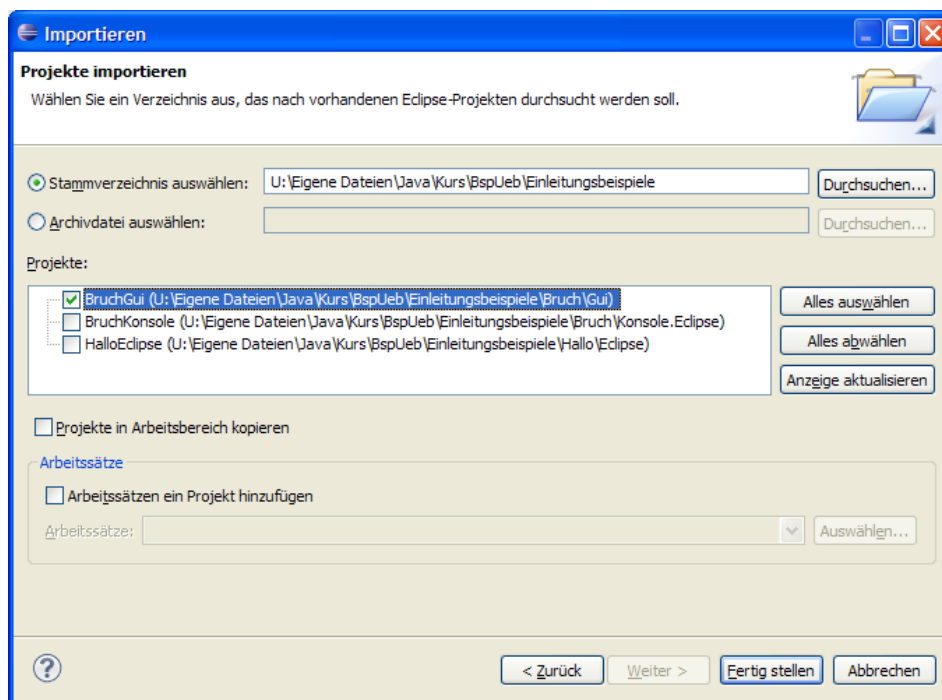 Importieren
Projekte importieren
Wählen Sie ein Verzeichnis aus, das nach vorhandenen Eclipse-Projekten durchsucht werden soll.
Stammverzeichnis auswählen: U:\Eigene Dateien\Java\Kurs\BspUeb\Einleitungsbeispiele Durchsuchen...
Archivdatei auswählen: Durchsuchen...
Projekte:
BruchGui (U:\Eigene Dateien\Java\Kurs\BspUeb\Einleitungsbeispiele\Bruch\Gui)
BruchKonsole (U:\Eigene Dateien\Java\Kurs\BspUeb\Einleitungsbeispiele\Bruch\Konsole.Eclipse)
HalloEclipse (U:\Eigene Dateien\Java\Kurs\BspUeb\Einleitungsbeispiele\Hallo\Eclipse)
Alles auswählen
Alles abwählen
Anzeige aktualisieren
Projekte in Arbeitsbereich kopieren
Arbeitssätze
Arbeitssätzen ein Projekt hinzufügen
Arbeitssätze: Auswählen...
? < Zurück Weiter > Fertig stellen Abbrechen